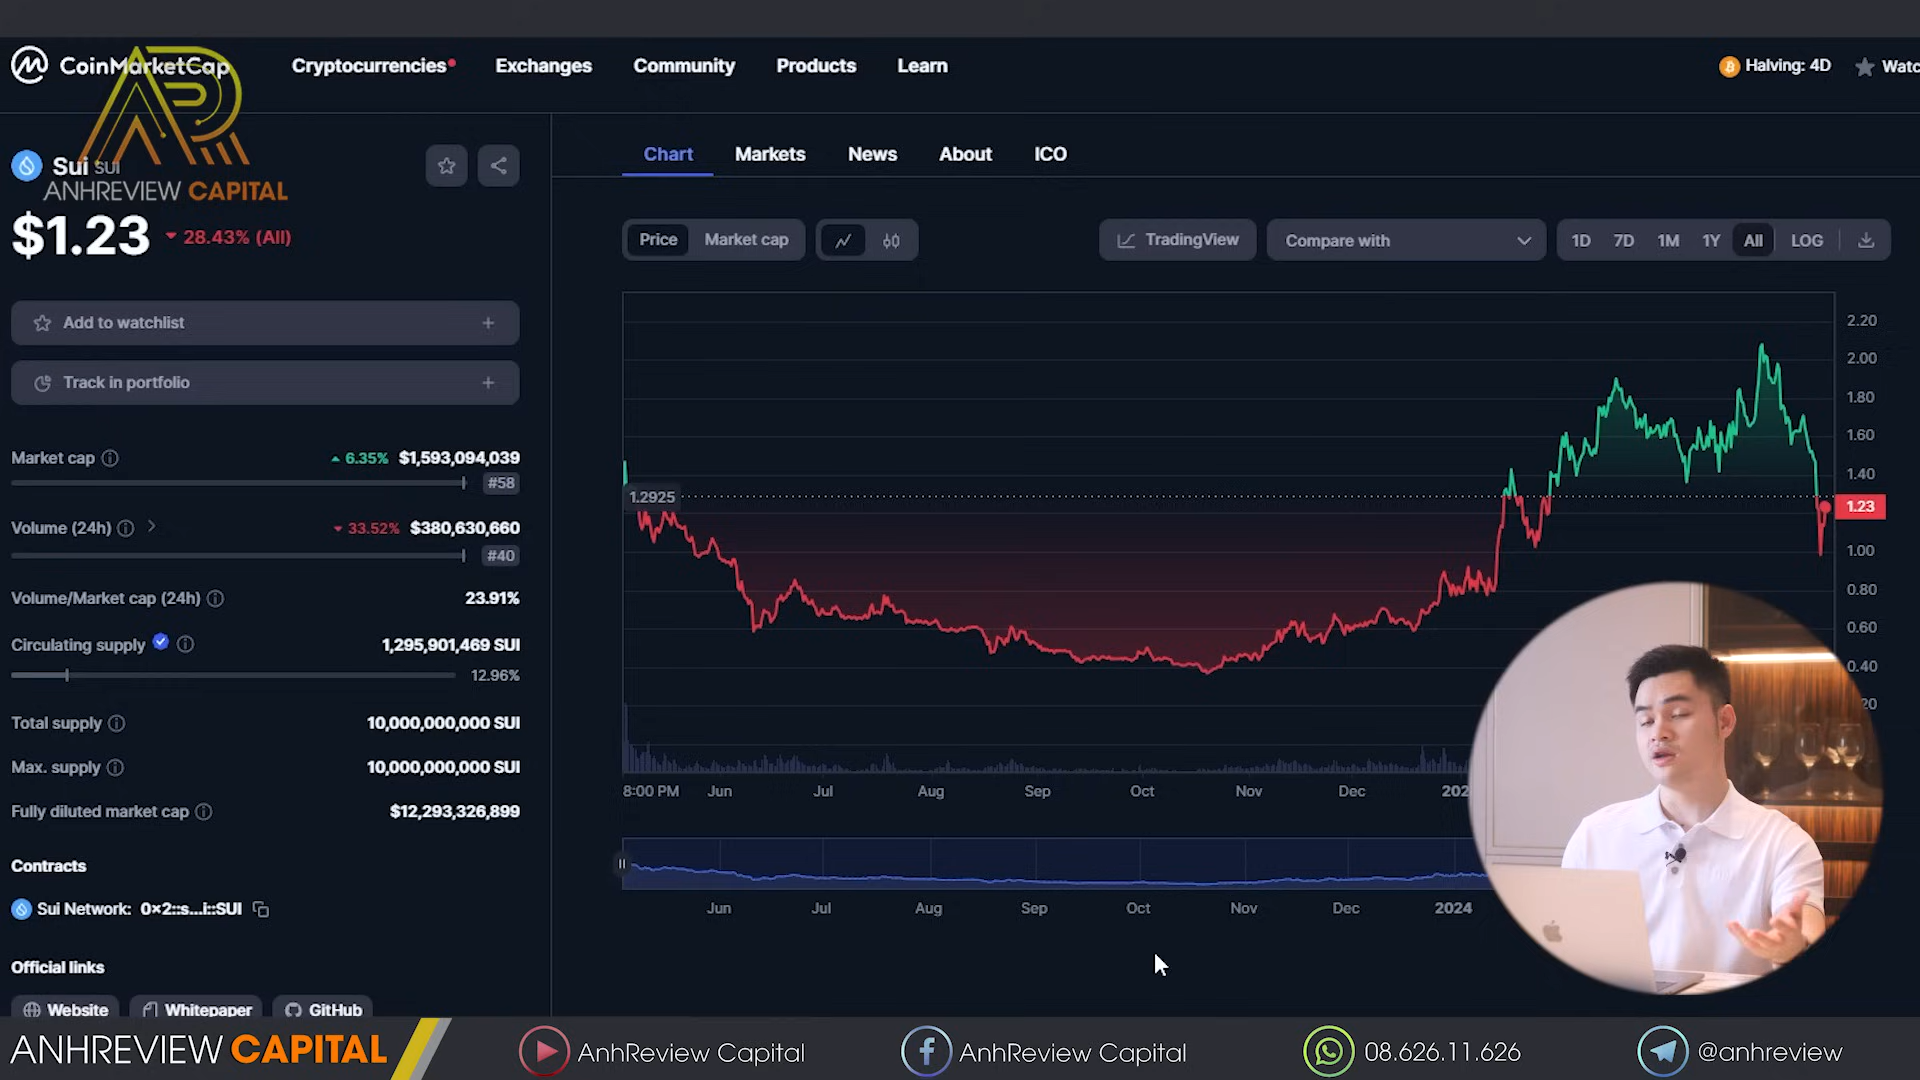 CoinMarketCap
Cryptocurrencies
Exchanges
Community
Products
Learn
Halving: 4D
Watc
Sui SUI
ANHREVIEW CAPITAL
$1.23
28.43% (All)
Add to watchlist
Track in portfolio
Market cap
6.35% $1,593,094,039
#58
Volume (24h)
33.52% $380,630,660
#40
Volume/Market cap (24h)
23.91%
Circulating supply
1,295,901,469 SUI
12.96%
Total supply
10,000,000,000 SUI
Max. supply
10,000,000,000 SUI
Fully diluted market cap
$12,293,326,899
Contracts
Sui Network: 0x2::s...i::SUI
Official links
Website
Whitepaper
GitHub
Chart
Markets
News
About
ICO
Price
Market cap
TradingView
Compare with
1D 7D 1M 1Y All LOG
1.2925
2.20
2.00
1.80
1.60
1.40
1.23
1.00
0.80
0.60
0.40
20
8:00 PM Jun Jul Aug Sep Oct Nov Dec 202
Jun Jul Aug Sep Oct Nov Dec 2024
ANHREVIEW CAPITAL
AnhReview Capital
AnhReview Capital
08.626.11.626
@anhreview